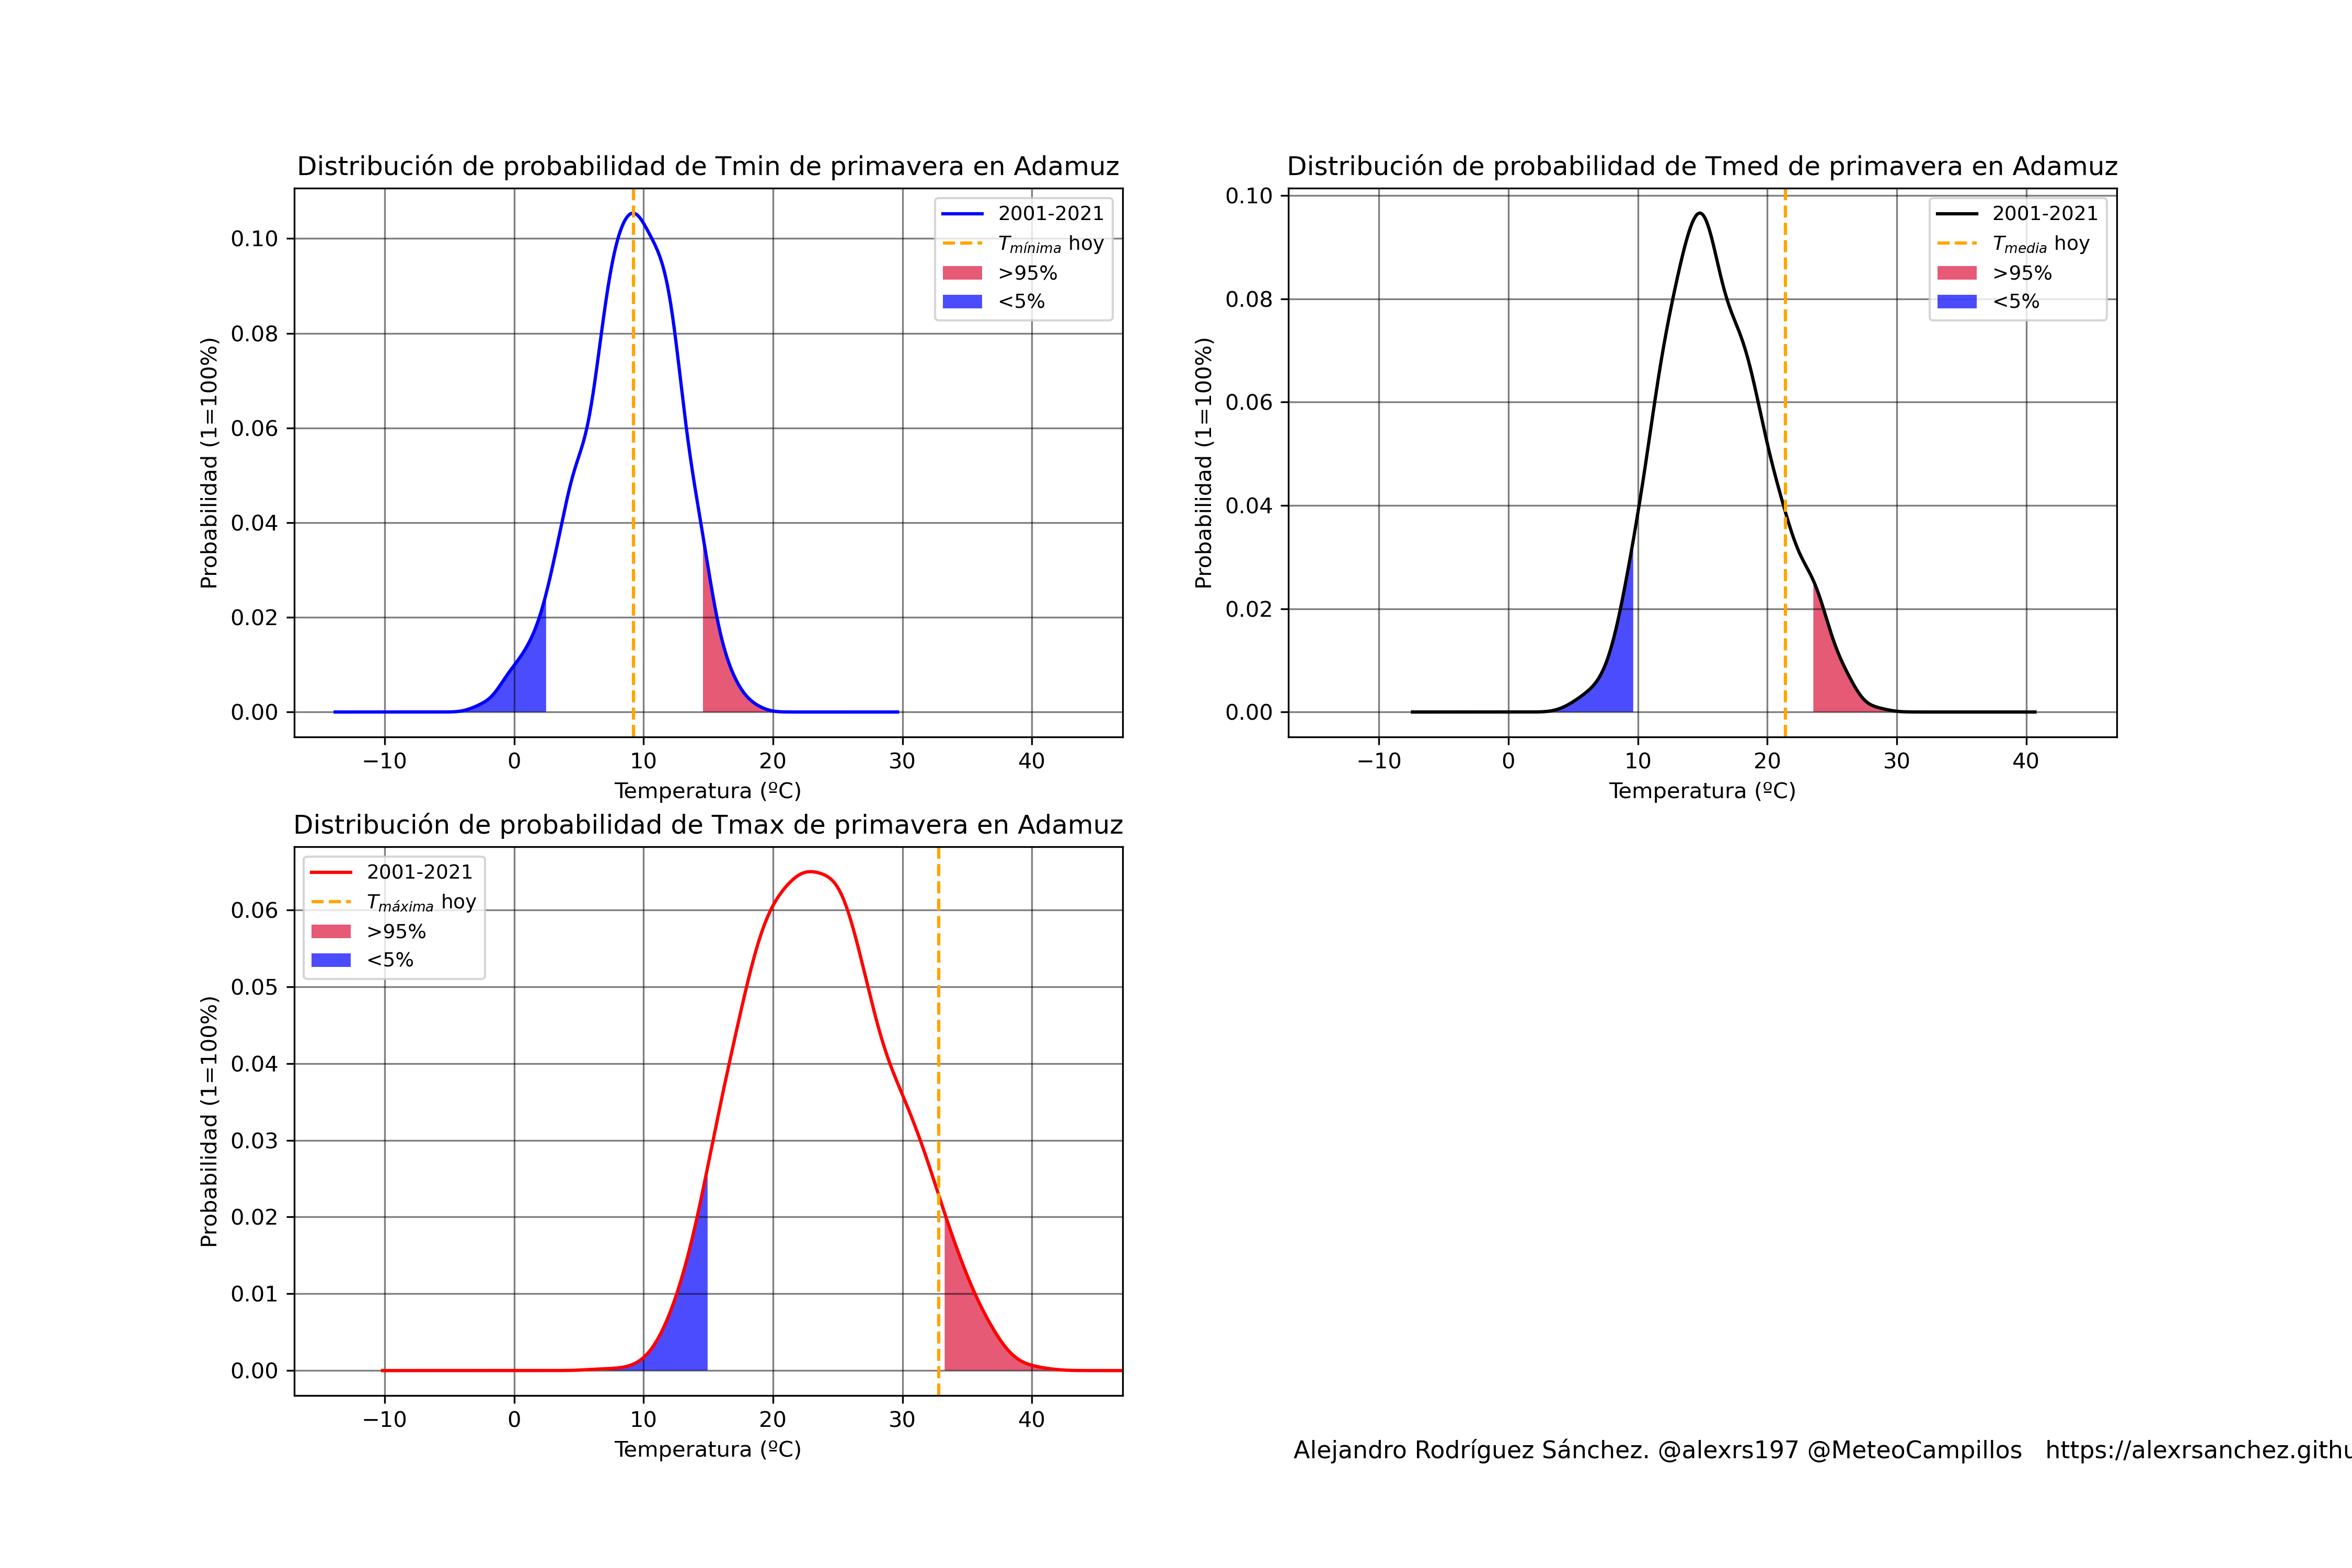 Distribución de probabilidad de Tmin de primavera en Adamuz
Probabilidad (1=100%)
0.10
0.08
0.06
0.04
0.02
0.00
2001-2021
Tmínima hoy
>95%
<5%
−10 0 10 20 30 40
Temperatura (ºC)
Distribución de probabilidad de Tmed de primavera en Adamuz
Probabilidad (1=100%)
0.10
0.08
0.06
0.04
0.02
0.00
2001-2021
Tmedia hoy
>95%
<5%
−10 0 10 20 30 40
Temperatura (ºC)
Distribución de probabilidad de Tmax de primavera en Adamuz
Probabilidad (1=100%)
0.06
0.05
0.04
0.03
0.02
0.01
0.00
2001-2021
Tmáxima hoy
>95%
<5%
−10 0 10 20 30 40
Temperatura (ºC)
Alejandro Rodríguez Sánchez. @alexrs197 @MeteoCampillos https://alexrsanchez.githu